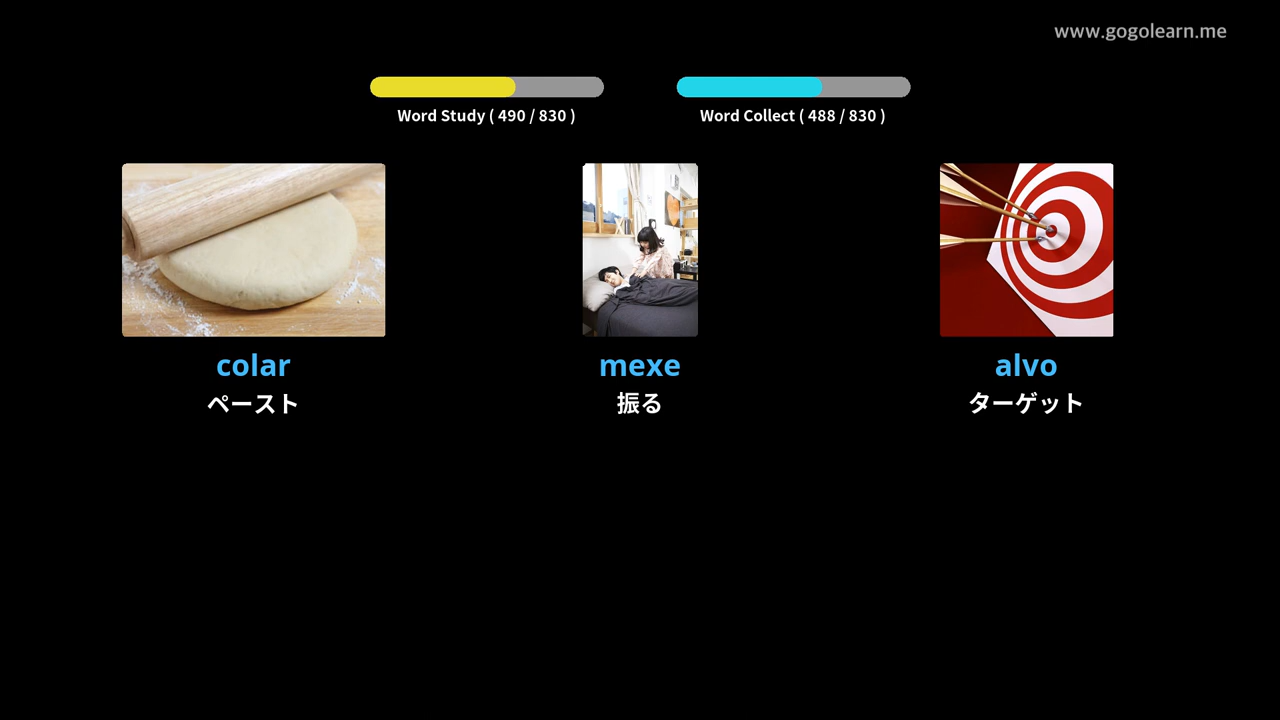 www.gogolearn.me
Word Study ( 490 / 830 )
Word Collect ( 488 / 830 )
colar
ペースト
mexe
振る
alvo
ターゲット